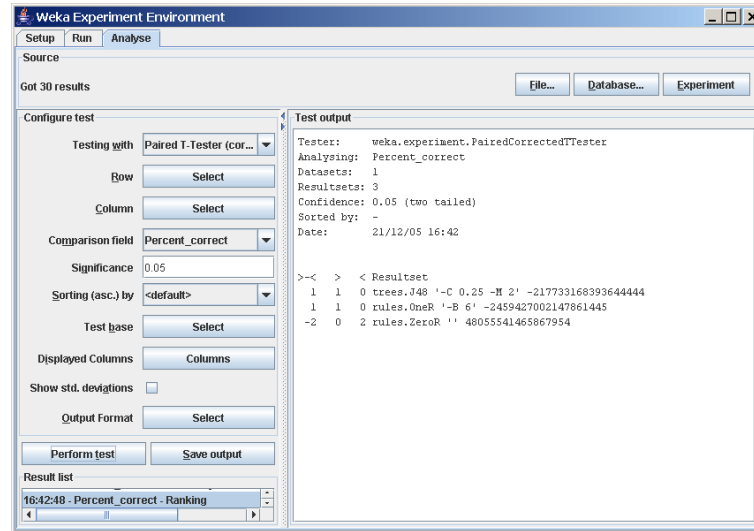 Weka Experiment Environment
Setup Run Analyse
Source
Got 30 results File... Database... Experiment
Configure test
Testing with Paired T-Tester (cor...
Row Select
Column Select
Comparison field Percent_correct
Significance 0.05
Sorting (asc.) by <default>
Test base Select
Displayed Columns Columns
Show std. deviations
Output Format Select
Perform test Save output
Result list
16:42:48 - Percent_correct - Ranking
Test output
Tester: weka.experiment.PairedCorrectedTTester
Analysing: Percent_correct
Datasets: 1
Resultsets: 3
Confidence: 0.05 (two tailed)
Sorted by: -
Date: 21/12/05 16:42
>-< > < Resultset
1 1 0 trees.J48 '-C 0.25 -M 2' -217733168393644444
1 1 0 rules.OneR '-B 6' -2459427002147861445
-2 0 2 rules.ZeroR '' 48055541465867954